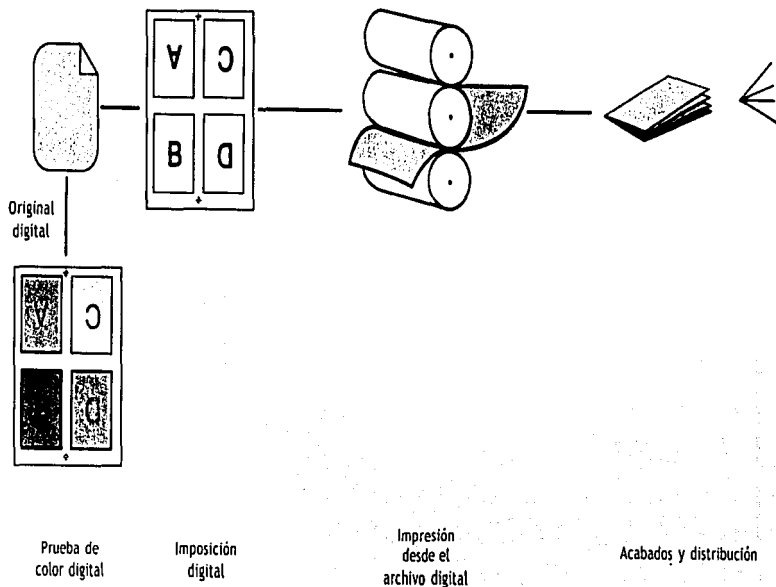 A C
B D
Original
digital
A C
D
Prueba de
color digital
Imposición
digital
Impresión
desde el
archivo digital
Acabados y distribución